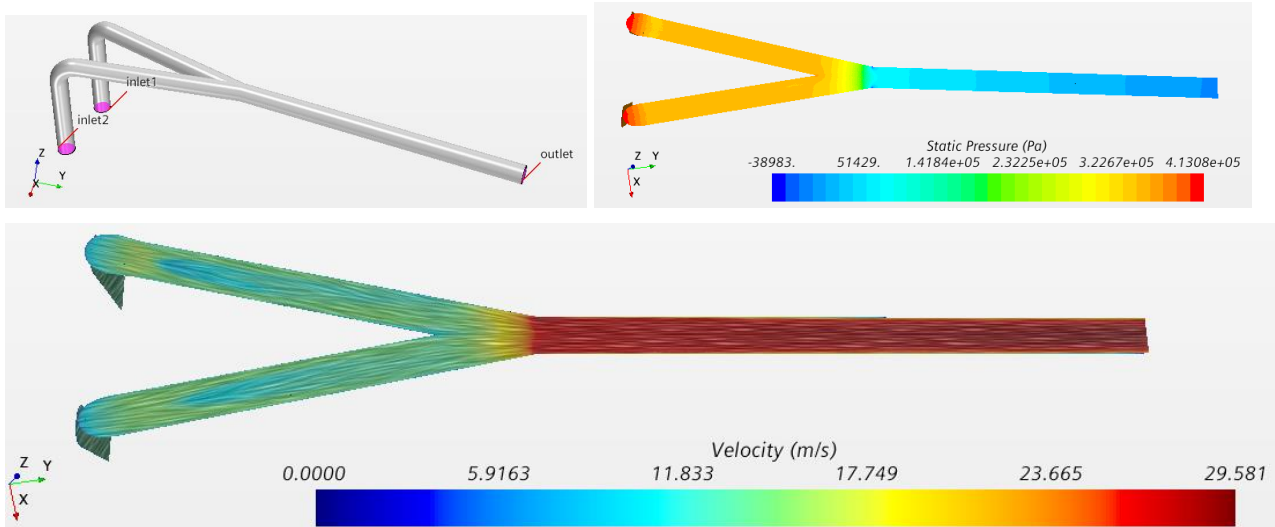 inlet1
inlet2
outlet
Z
X
Y
Z
Y
X
Static Pressure (Pa)
-38983. 51429. 1.4184e+05 2.3225e+05 3.2267e+05 4.1308e+05
Velocity (m/s)
0.0000 5.9163 11.833 17.749 23.665 29.581
Z
Y
X